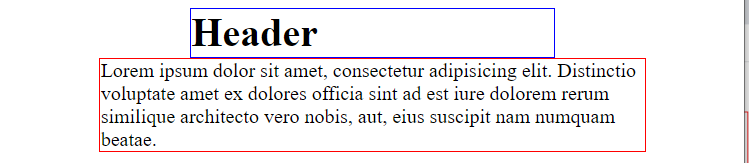 Header
Lorem ipsum dolor sit amet, consectetur adipisicing elit. Distinctio
voluptate amet ex dolores officia sint ad est iure dolorem rerum
similique architecto vero nobis, aut, eius suscipit nam numquam
beatae.